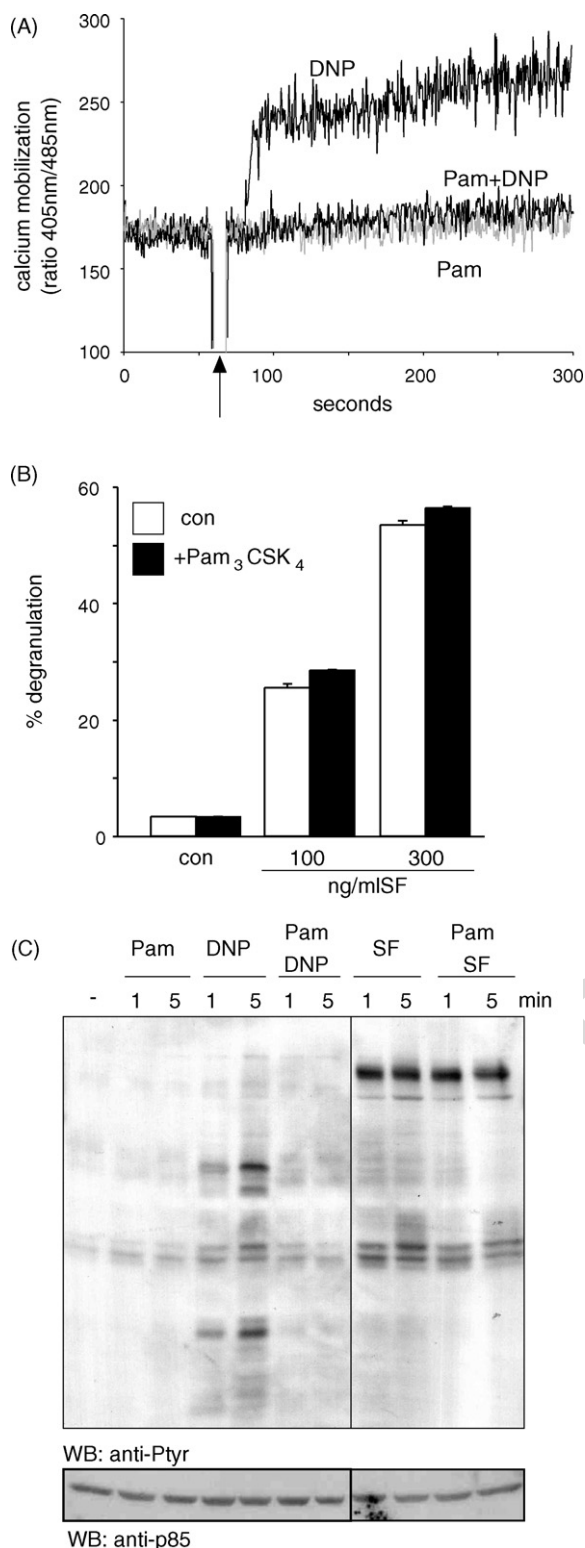 (A)
300
250
200
150
100
calcium mobilization
(ratio 405nm/485nm)
DNP
Pam+DNP
Pam
0 100 200 300
seconds
(B)
60
40
20
0
% degranulation
con
+Pam3CSK4
con 100 300
ng/mlSF
(C)
Pam DNP Pam DNP SF Pam SF
- 1 5 1 5 1 5 1 5 1 5 min
WB: anti-Ptyr
WB: anti-p85